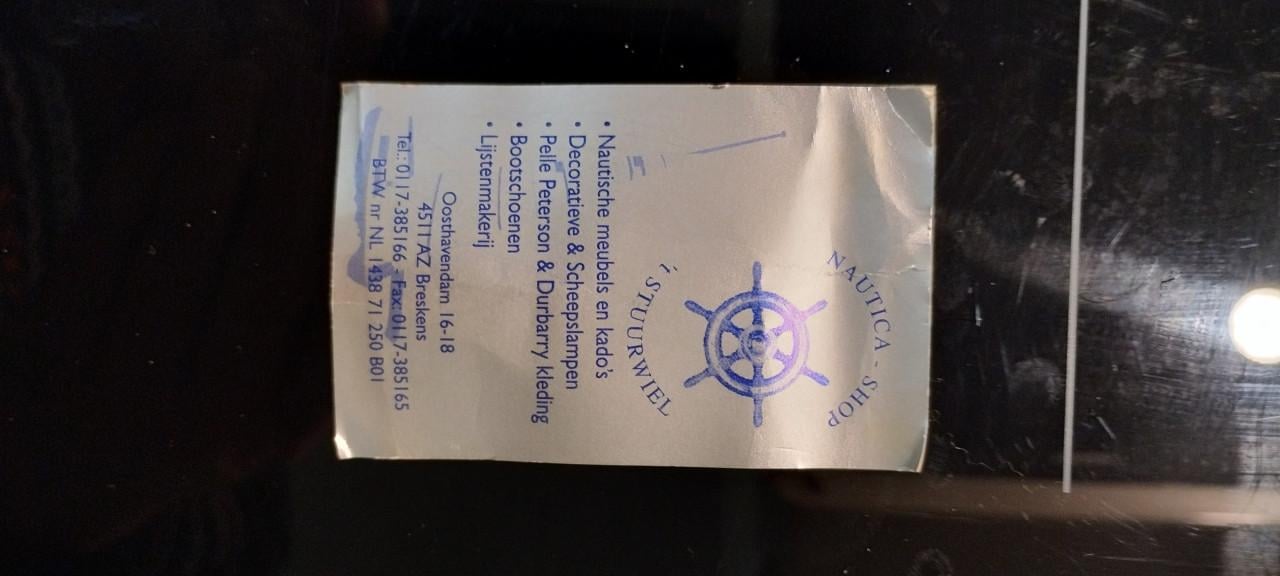 NAUTICA - SHOP
'T STUURWIEL
• Nautische meubels en kado's
• Decoratieve & Scheepslampen
• Pelle Peterson & Durbarry kleding
• Bootschoenen
• Lijstenmakerij
Oosthavendam 16-18
4511 AZ Breskens
Tel.: 0117-385166 - Fax: 0117-385165
BTW nr NL 1438 71 250 B01